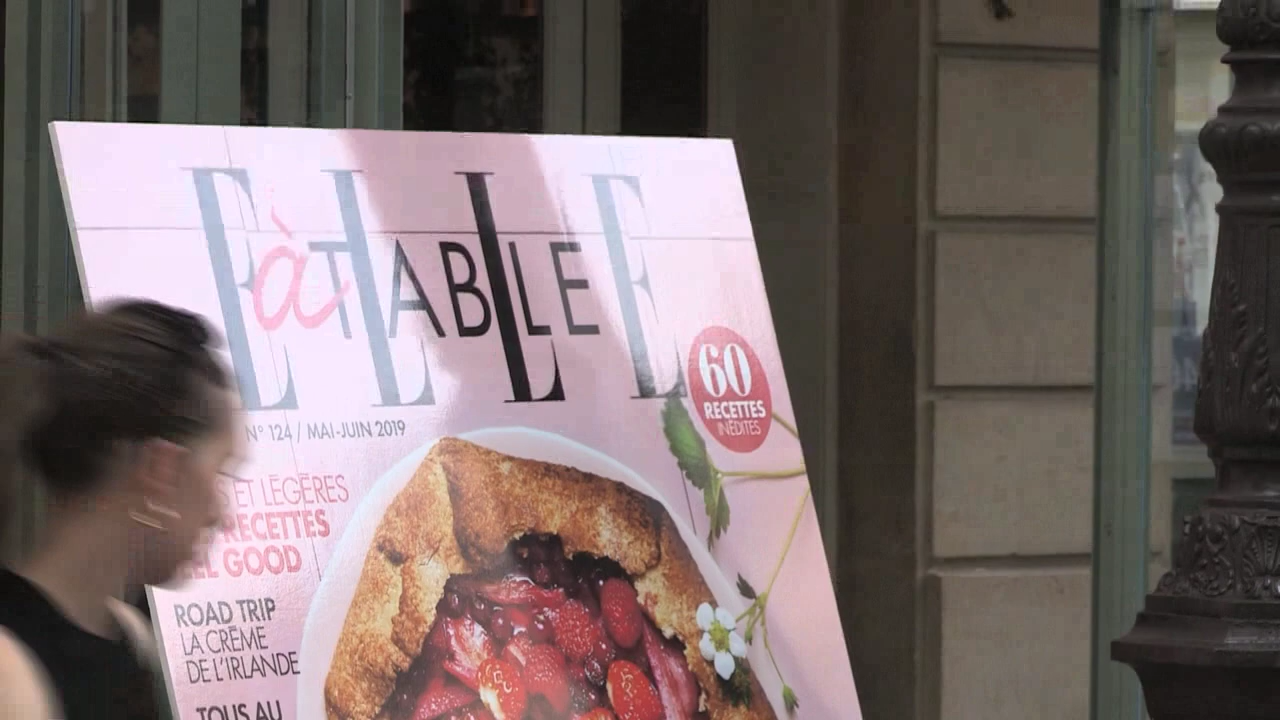 ELLE
à TABLE
60
RECETTES
INÉDITES
N° 124 / MAI-JUIN 2019
ET LÉGÈRES
RECETTES
GOOD
ROAD TRIP
LA CRÈME
DE L'IRLANDE
TOUS AU